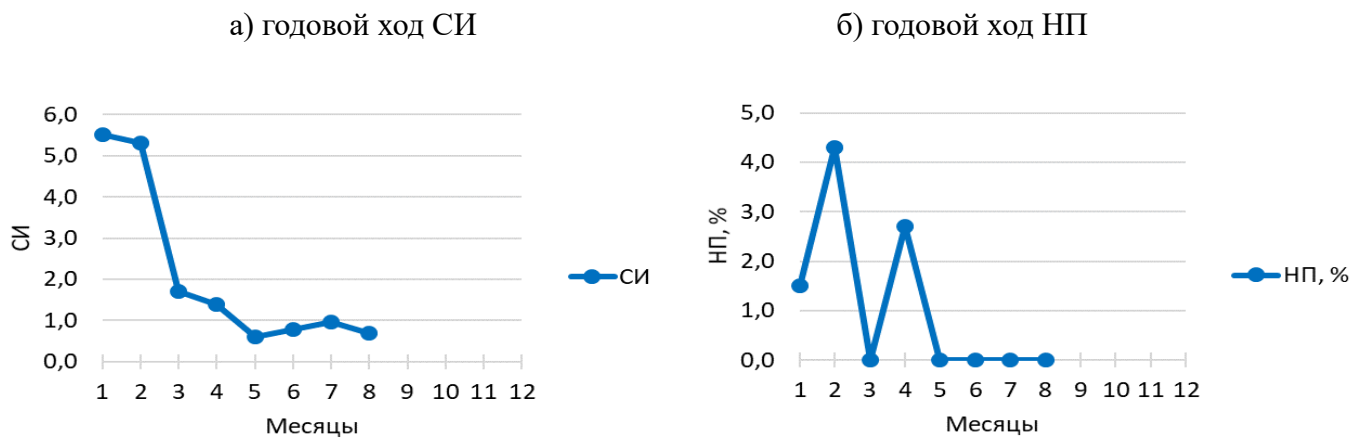 а) годовой ход СИ
б) годовой ход НП
6,0
5,0
4,0
3,0
2,0
1,0
0,0
СИ
1 2 3 4 5 6 7 8 9 10 11 12
Месяцы
СИ
5,0
4,0
3,0
2,0
1,0
0,0
НП, %
1 2 3 4 5 6 7 8 9 10 11 12
Месяцы
НП, %